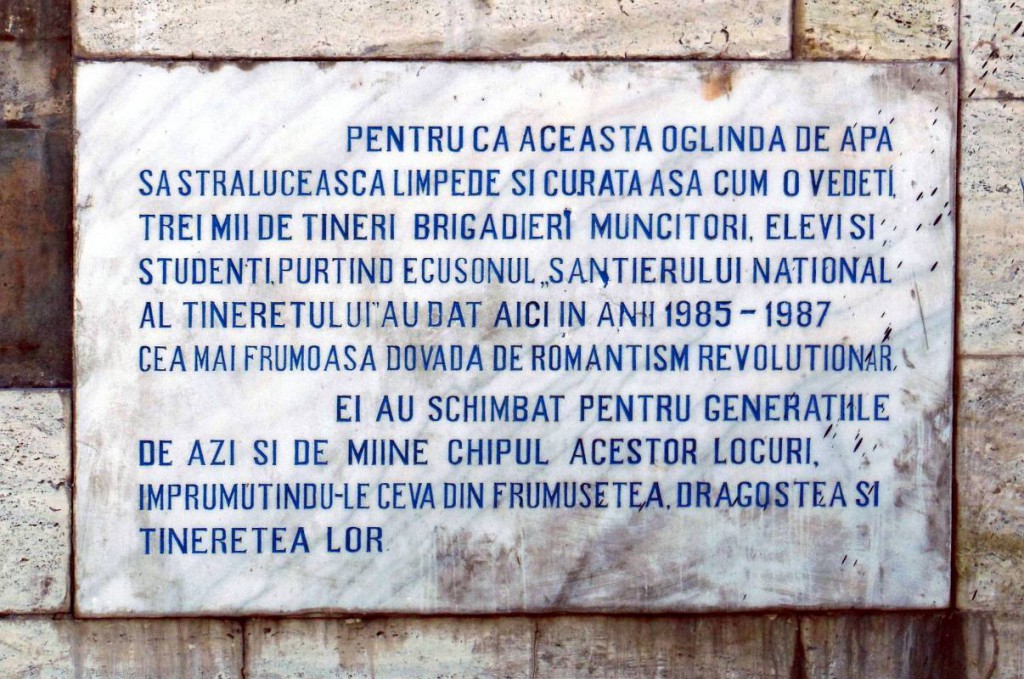 PENTRU CA ACEASTA OGLINDA DE APA
SA STRALUCEASCA LIMPEDE SI CURATA ASA CUM O VEDETI,
TREI MII DE TINERI BRIGADIERI MUNCITORI, ELEVI SI
STUDENTI, PURTIND ECUSONUL „SANTIERULUI NATIONAL
AL TINERETULUI" AU DAT AICI IN ANII 1985 - 1987
CEA MAI FRUMOASA DOVADA DE ROMANTISM REVOLUTIONAR.
EI AU SCHIMBAT PENTRU GENERATIILE
DE AZI SI DE MIINE CHIPUL ACESTOR LOCURI,
IMPRUMUTINDU-LE CEVA DIN FRUMUSETEA, DRAGOSTEA SI
TINERETEA LOR